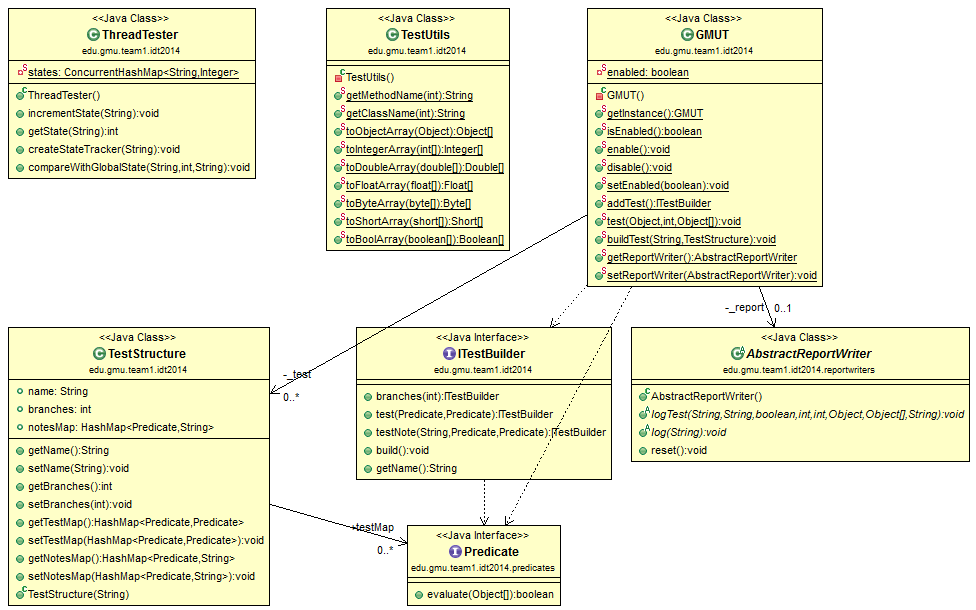 <<Java Class>>
ThreadTester
edu.gmu.team1.idt2014
states: ConcurrentHashMap<String,Integer>
ThreadTester()
incrementState(String):void
getState(String):int
createStateTracker(String):void
compareWithGlobalState(String,int,String):void
<<Java Class>>
TestUtils
edu.gmu.team1.idt2014
TestUtils()
getMethodName(int):String
getClassName(int):String
toObjectArray(Object):Object[]
toIntegerArray(int[]):Integer[]
toDoubleArray(double[]):Double[]
toFloatArray(float[]):Float[]
toByteArray(byte[]):Byte[]
toShortArray(short[]):Short[]
toBoolArray(boolean[]):Boolean[]
<<Java Class>>
GMUT
edu.gmu.team1.idt2014
enabled: boolean
GMUT()
getInstance():GMUT
isEnabled():boolean
enable():void
disable():void
setEnabled(boolean):void
addTest():ITestBuilder
test(Object,int,Object[]):void
buildTest(String,TestStructure):void
getReportWriter():AbstractReportWriter
setReportWriter(AbstractReportWriter):void
-_report
0..1
-_test
0..*
<<Java Class>>
TestStructure
edu.gmu.team1.idt2014
name: String
branches: int
notesMap: HashMap<Predicate,String>
getName():String
setName(String):void
getBranches():int
setBranches(int):void
getTestMap():HashMap<Predicate,Predicate>
setTestMap(HashMap<Predicate,Predicate>):void
getNotesMap():HashMap<Predicate,String>
setNotesMap(HashMap<Predicate,String>):void
TestStructure(String)
<<Java Interface>>
ITestBuilder
edu.gmu.team1.idt2014
branches(int):ITestBuilder
test(Predicate,Predicate):ITestBuilder
testNote(String,Predicate,Predicate):ITestBuilder
build():void
getName():String
<<Java Class>>
AbstractReportWriter
edu.gmu.team1.idt2014.reportwriters
AbstractReportWriter()
logTest(String,String,boolean,int,int,Object,Object[],String):void
log(String):void
reset():void
+testMap
0..*
<<Java Interface>>
Predicate
edu.gmu.team1.idt2014.predicates
evaluate(Object[]):boolean